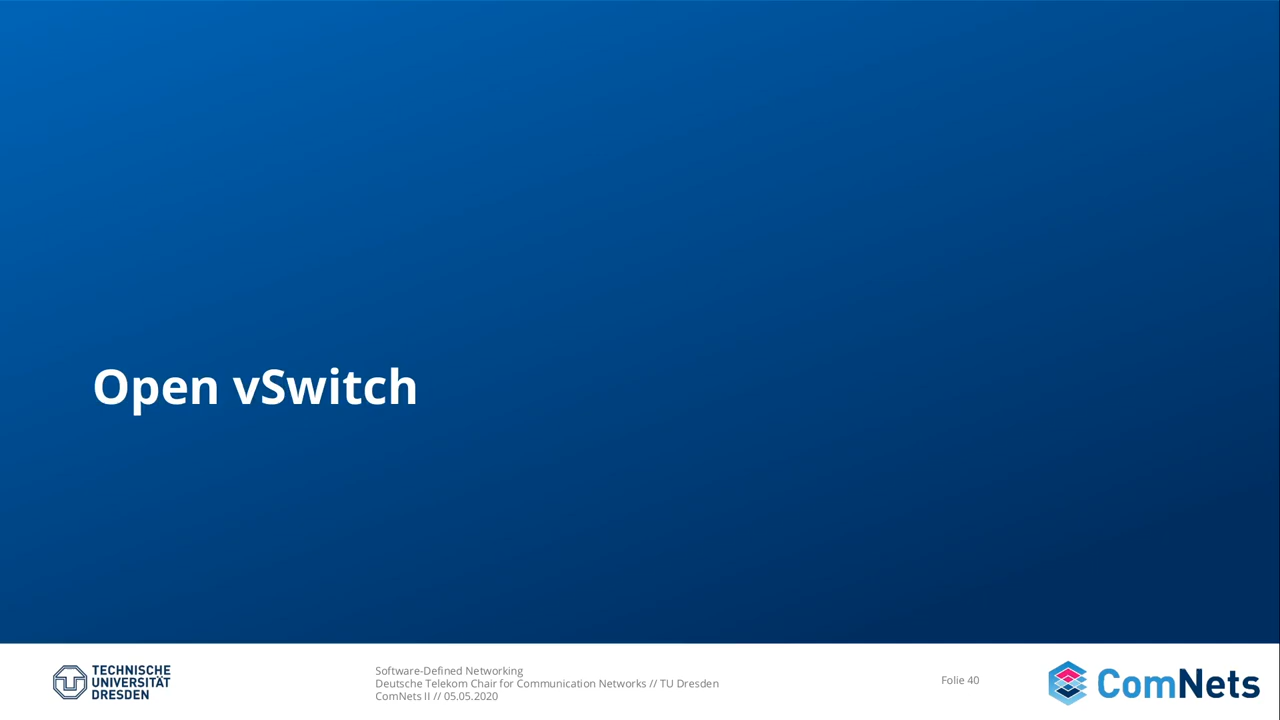 Open vSwitch
TECHNISCHE
UNIVERSITÄT
DRESDEN
Software-Defined Networking
Deutsche Telekom Chair for Communication Networks // TU Dresden
ComNets II // 05.05.2020
Folie 40
ComNets